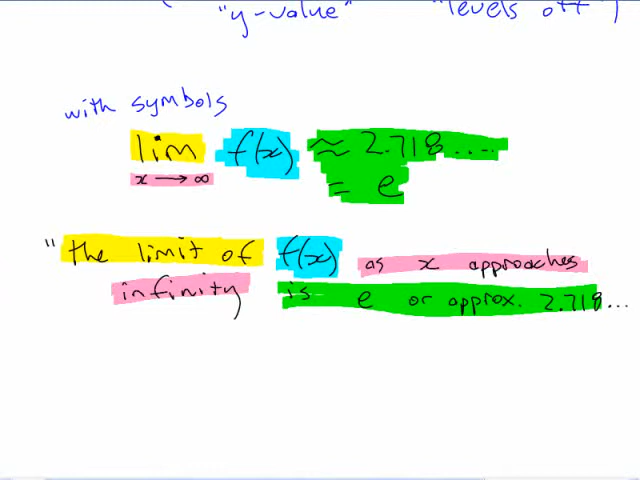 "y-value" "levels off")
with symbols
lim f(x) ≈ 2.718....
x → ∞ = e
"the limit of f(x) as x approaches
infinity is e or approx. 2.718...